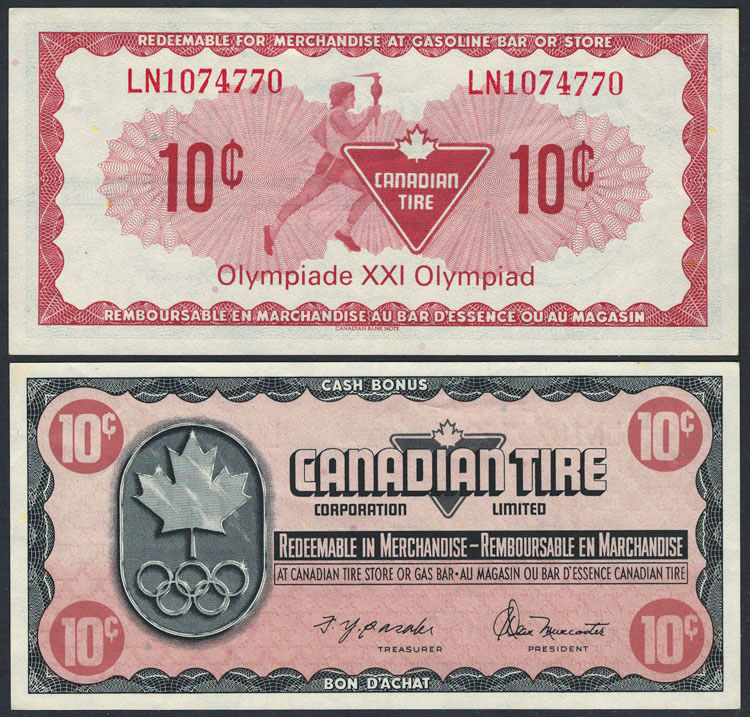 REDEEMABLE FOR MERCHANDISE AT GASOLINE BAR OR STORE
LN1074770 LN1074770
10¢ CANADIAN TIRE 10¢
Olympiade XXI Olympiad
REMBOURSABLE EN MARCHANDISE AU BAR D'ESSENCE OU AU MAGASIN
CANADIAN BANK NOTE
CASH BONUS
10¢ 10¢
CANADIAN TIRE
CORPORATION LIMITED
REDEEMABLE IN MERCHANDISE – REMBOURSABLE EN MARCHANDISE
AT CANADIAN TIRE STORE OR GAS BAR • AU MAGASIN OU BAR D'ESSENCE CANADIAN TIRE
10¢ 10¢
TREASURER PRESIDENT
BON D'ACHAT